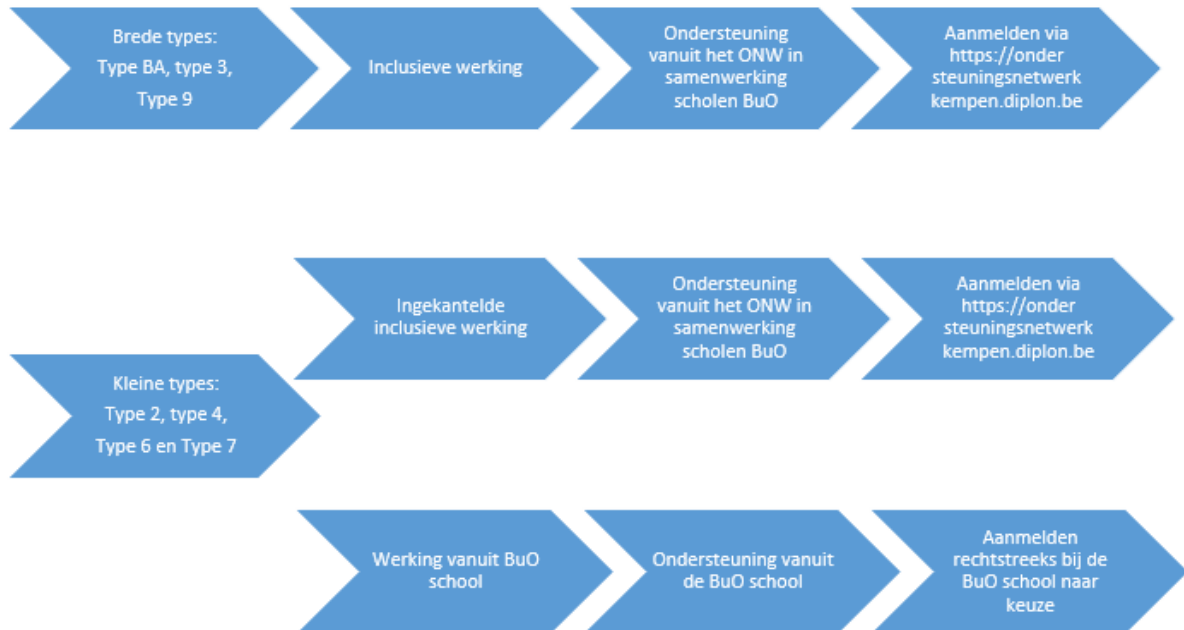 Brede types:
Type BA, type 3,
Type 9
Inclusieve werking
Ondersteuning
vanuit het ONW in
samenwerking
scholen BuO
Aanmelden via
https://onder
steuningsnetwerk
kempen.diplon.be
Kleine types:
Type 2, type 4,
Type 6 en Type 7
Ingekantelde
inclusieve werking
Ondersteuning
vanuit het ONW in
samenwerking
scholen BuO
Aanmelden via
https://onder
steuningsnetwerk
kempen.diplon.be
Werking vanuit BuO
school
Ondersteuning vanuit
de BuO school
Aanmelden
rechtstreeks bij de
BuO school naar
keuze